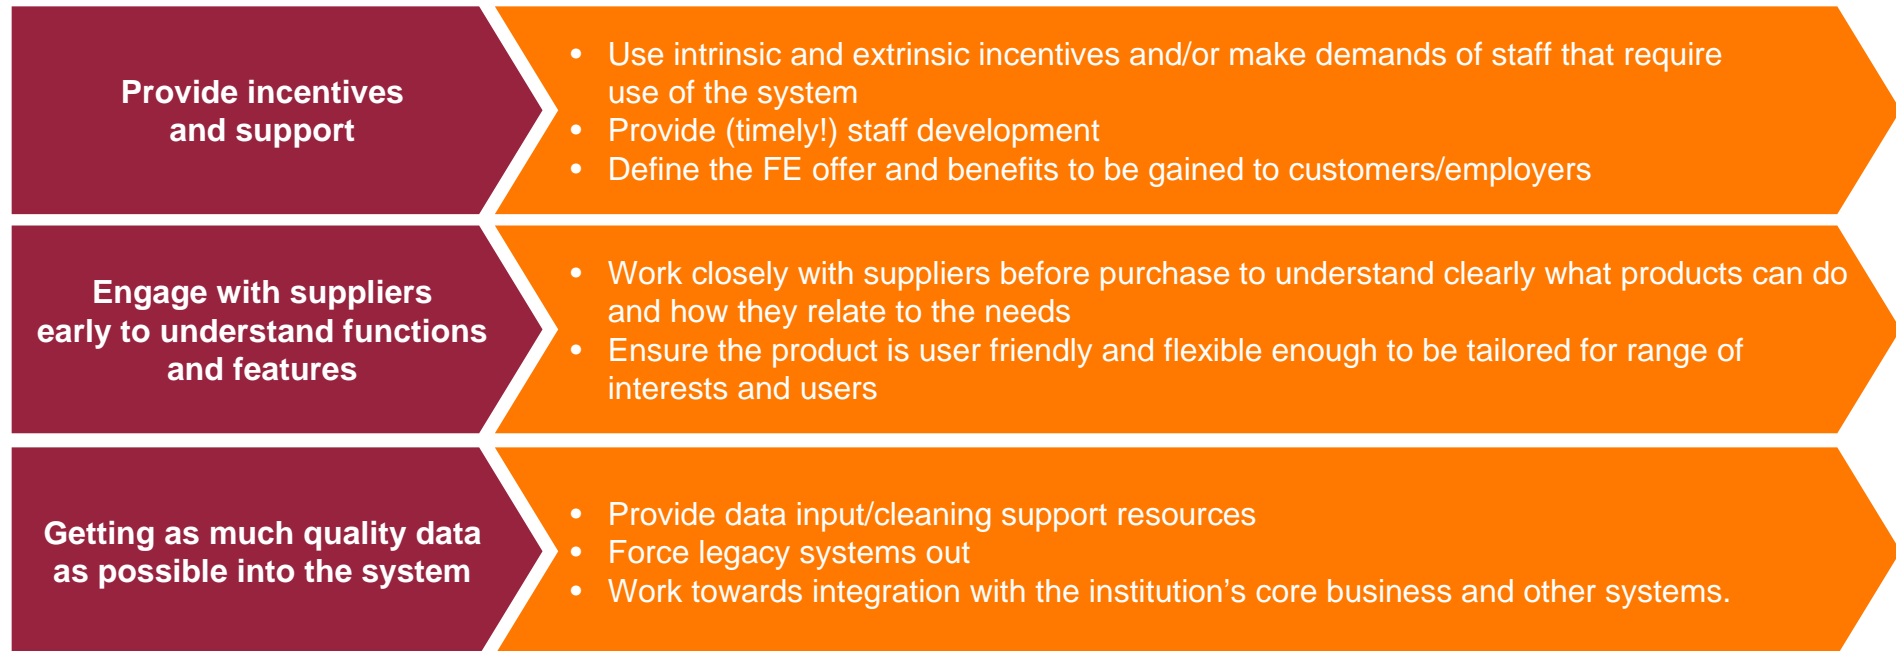 Provide incentives
and support
• Use intrinsic and extrinsic incentives and/or make demands of staff that require
use of the system
• Provide (timely!) staff development
• Define the FE offer and benefits to be gained to customers/employers
Engage with suppliers
early to understand functions
and features
• Work closely with suppliers before purchase to understand clearly what products can do
and how they relate to the needs
• Ensure the product is user friendly and flexible enough to be tailored for range of
interests and users
Getting as much quality data
as possible into the system
• Provide data input/cleaning support resources
• Force legacy systems out
• Work towards integration with the institution’s core business and other systems.